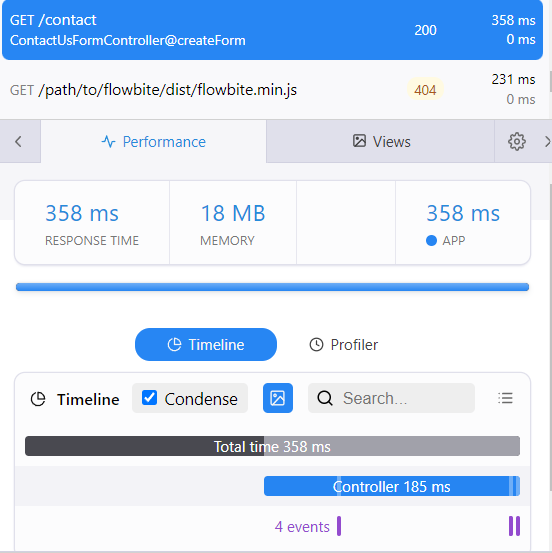 GET /contact 200 358 ms
ContactUsFormController@createForm 0 ms
GET /path/to/flowbite/dist/flowbite.min.js 404 231 ms
0 ms
Performance Views
358 ms 18 MB 358 ms
RESPONSE TIME MEMORY APP
Timeline Profiler
Timeline Condense Search...
Total time 358 ms
Controller 185 ms
4 events